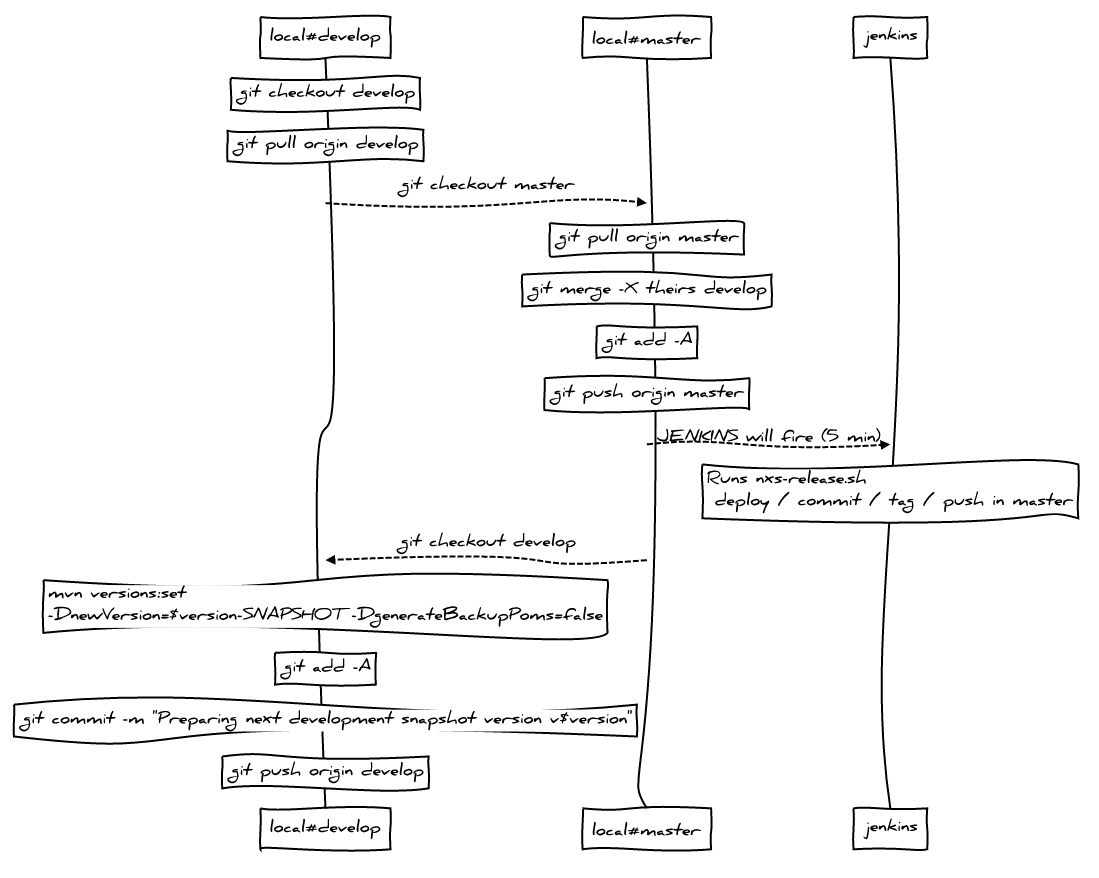 local#develop
local#master
jenkins
git checkout develop
git pull origin develop
git checkout master
git pull origin master
git merge -X theirs develop
git add -A
git push origin master
JENKINS will fire (5 min)
Runs nxs-release.sh
deploy / commit / tag / push in master
git checkout develop
mvn versions:set
-DnewVersion=$version-SNAPSHOT -DgenerateBackupPoms=false
git add -A
git commit -m "Preparing next development snapshot version v$version"
git push origin develop
local#develop
local#master
jenkins